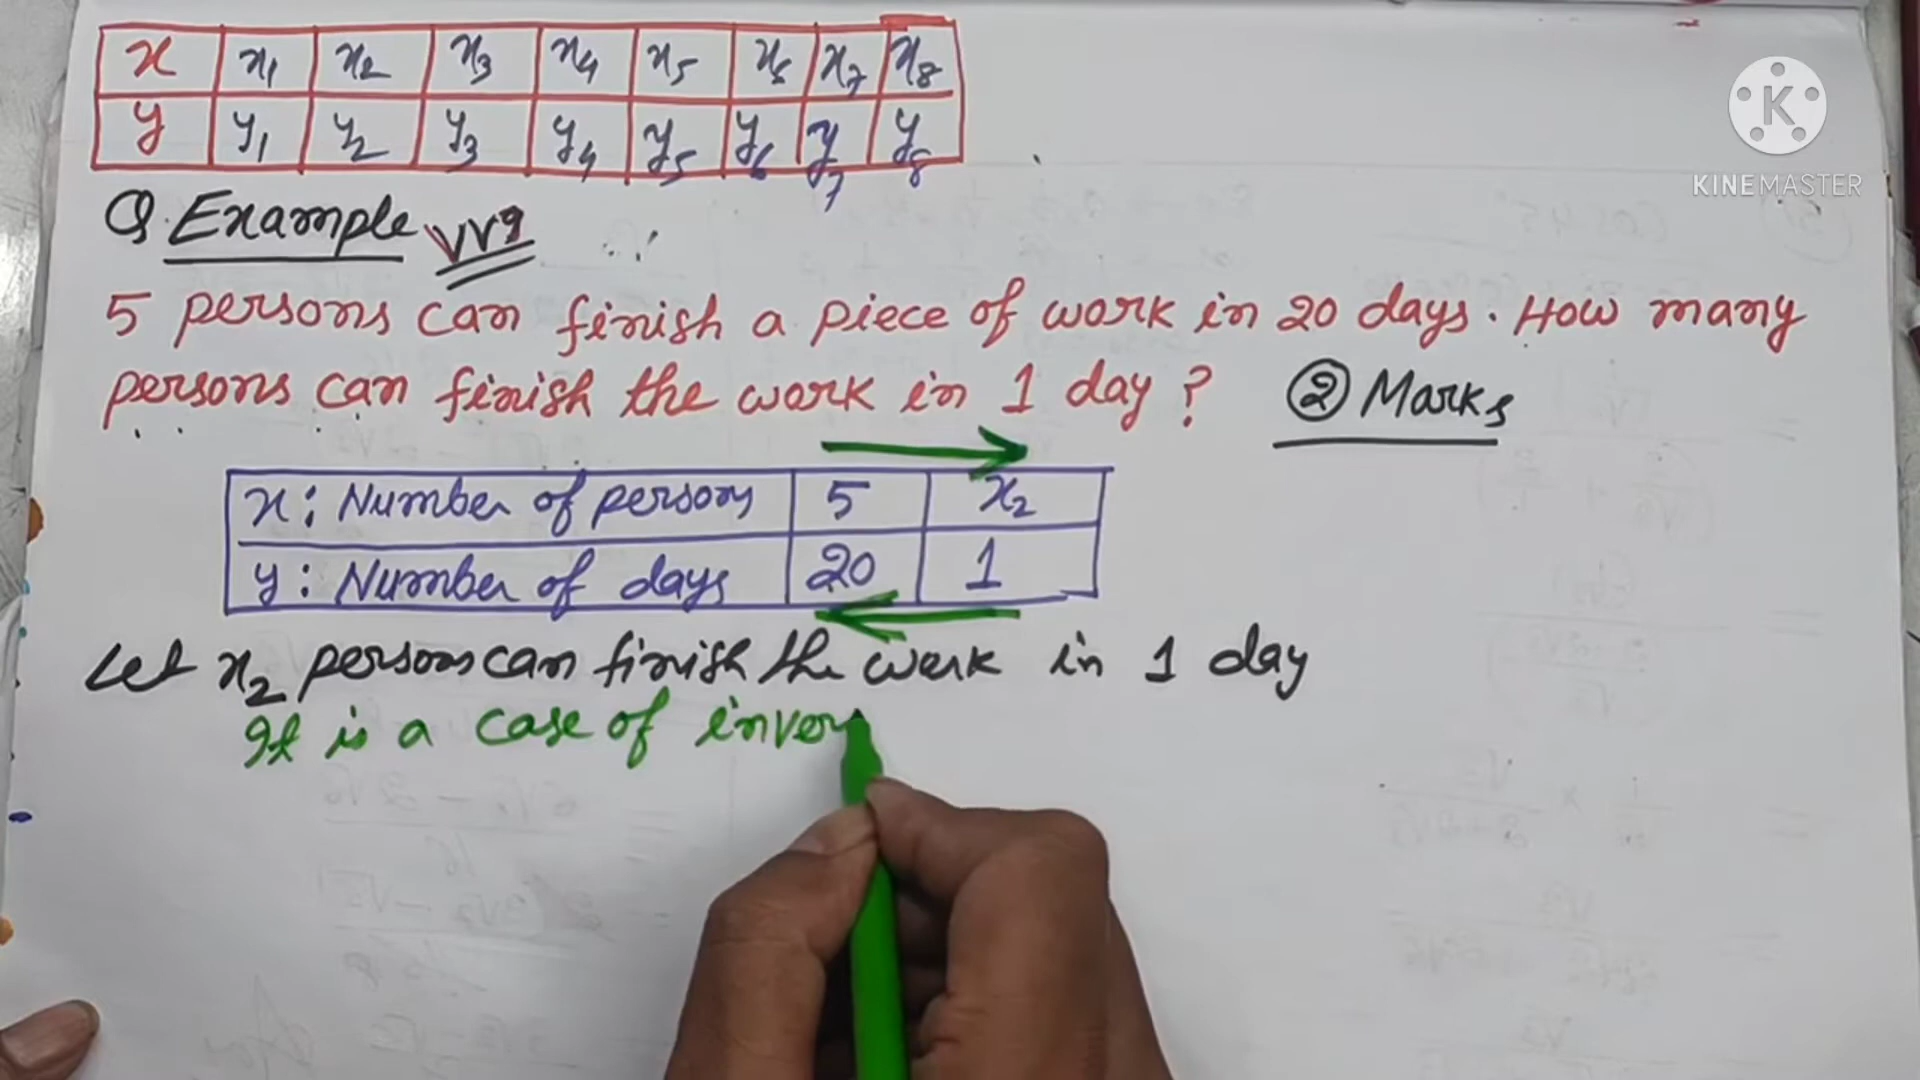 x x1 x2 x3 x4 x5 x6 x7 x8
y y1 y2 y3 y4 y5 y6 y7 y8
K
KINEMASTER
Q Example VVI
5 persons can finish a piece of work in 20 days. How many
persons can finish the work in 1 day? ② Marks
x: Number of persons 5 x2
y: Number of days 20 1
Let x2 persons can finish the work in 1 day
It is a case of inver